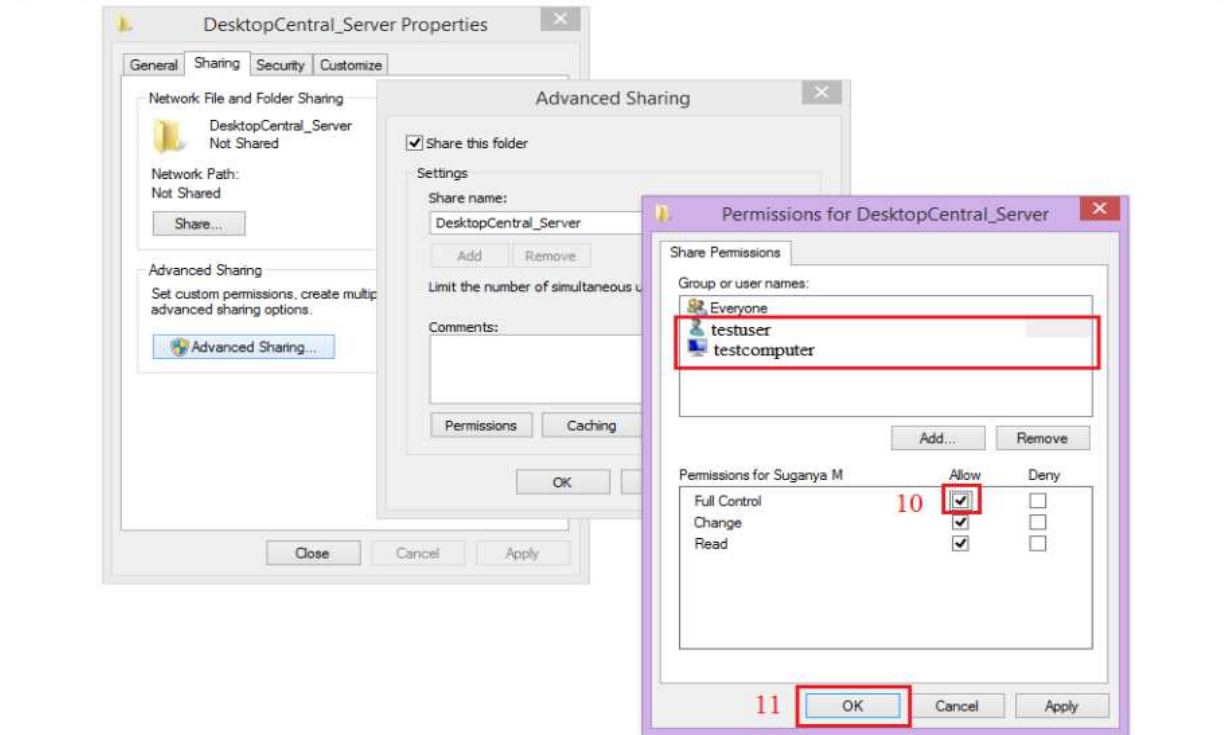 DesktopCentral_Server Properties
General Sharing Security Customize
Network File and Folder Sharing
DesktopCentral_Server
Not Shared
Network Path:
Not Shared
Share...
Advanced Sharing
Set custom permissions, create multip
advanced sharing options.
Advanced Sharing...
Close Cancel Apply
Advanced Sharing
Share this folder
Settings
Share name:
DesktopCentral_Server
Add Remove
Limit the number of simultaneous u
Comments:
Permissions Caching
OK
Permissions for DesktopCentral_Server
Share Permissions
Group or user names:
Everyone
testuser
testcomputer
Add... Remove
Permissions for Suganya M Allow Deny
Full Control 10
Change
Read
11 OK Cancel Apply